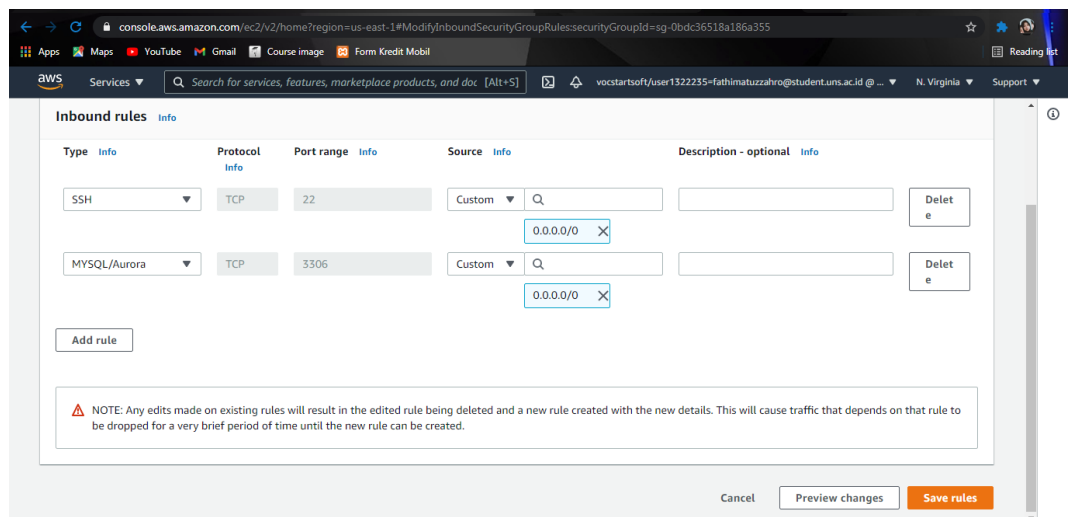 console.aws.amazon.com/ec2/v2/home?region=us-east-1#ModifyInboundSecurityGroupRules:securityGroupId=sg-0bdc36518a186a355
Apps Maps YouTube Gmail Course image Form Kredit Mobil Reading list
aws Services ▼ Search for services, features, marketplace products, and doc [Alt+S] vocstartsoft/user1322235=fathimatuzzahro@student.uns.ac.id @ ... ▼ N. Virginia ▼ Support ▼
Inbound rules Info
Type Info Protocol Port range Info Source Info Description - optional Info
Info
SSH ▼ TCP 22 Custom ▼ Delet
e
0.0.0.0/0 X
MYSQL/Aurora ▼ TCP 3306 Custom ▼ Delet
e
0.0.0.0/0 X
Add rule
NOTE: Any edits made on existing rules will result in the edited rule being deleted and a new rule created with the new details. This will cause traffic that depends on that rule to
be dropped for a very brief period of time until the new rule can be created.
Cancel Preview changes Save rules